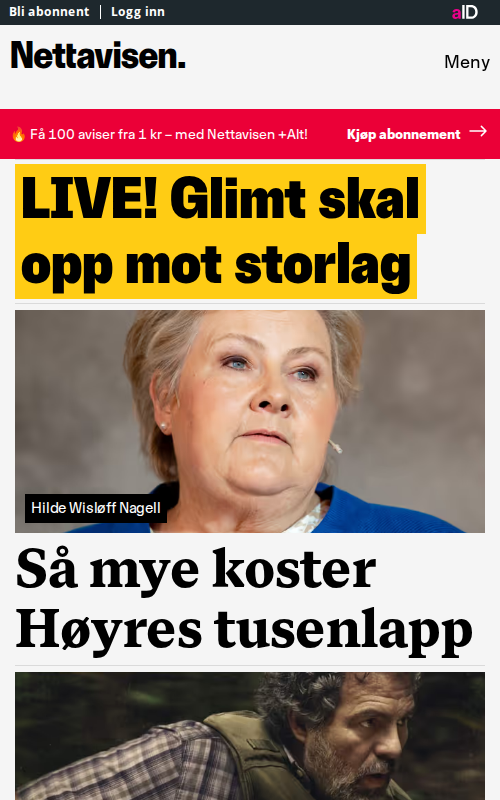 Bli abonnent | Logg inn
aID
Nettavisen.
Meny
🔥 Få 100 aviser fra 1 kr – med Nettavisen +Alt!
Kjøp abonnement →
LIVE! Glimt skal
opp mot storlag
Hilde Wisløff Nagell
Så mye koster
Høyres tusenlapp